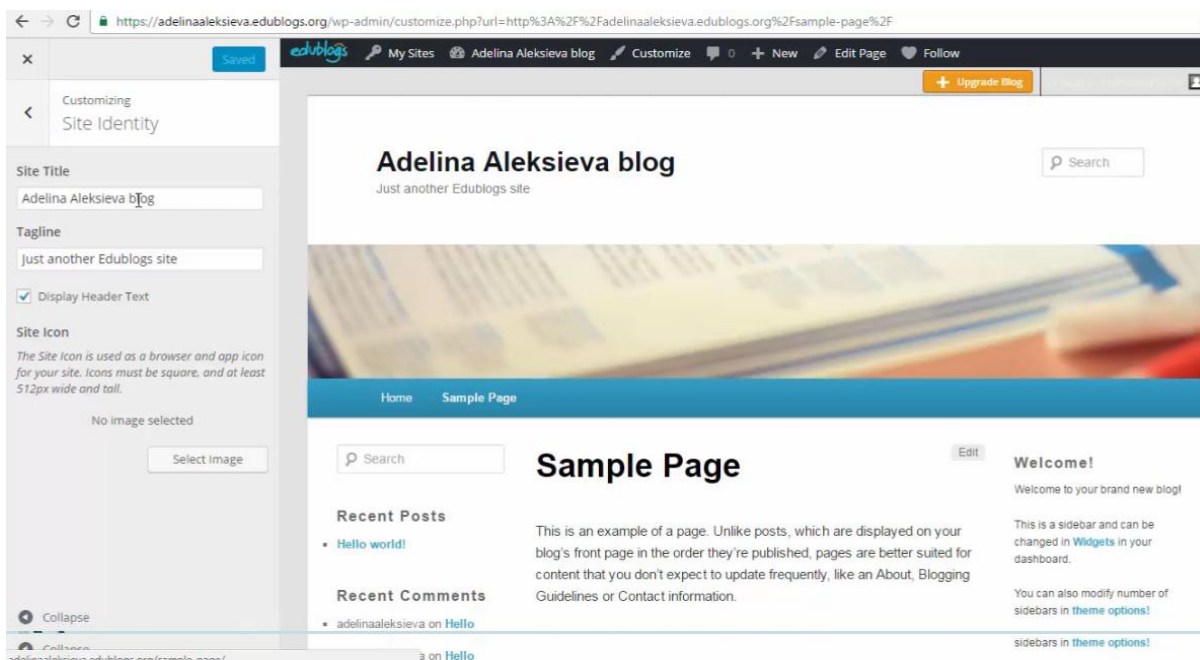 https://adelinaaleksieva.edublogs.org/wp-admin/customize.php?url=http%3A%2F%2Fadelinaaleksieva.edublogs.org%2Fsample-page%2F
Saved
edublogs My Sites Adelina Aleksieva blog Customize 0 New Edit Page Follow
Upgrade Blog
Customizing
Site Identity
Site Title
Adelina Aleksieva blog
Tagline
Just another Edublogs site
Display Header Text
Site Icon
The Site Icon is used as a browser and app icon
for your site. Icons must be square, and at least
512px wide and tall.
No image selected
Select Image
Collapse
Collapse
adelinaaleksieva.edublogs.org/sample-page/
Adelina Aleksieva blog
Just another Edublogs site
Search
Home Sample Page
Search
Recent Posts
Hello world!
Recent Comments
adelinaaleksieva on Hello
a on Hello
Sample Page
Edit
This is an example of a page. Unlike posts, which are displayed on your
blog's front page in the order they're published, pages are better suited for
content that you don't expect to update frequently, like an About, Blogging
Guidelines or Contact information.
Welcome!
Welcome to your brand new blog!
This is a sidebar and can be
changed in Widgets in your
dashboard.
You can also modify number of
sidebars in theme options!
sidebars in theme options!